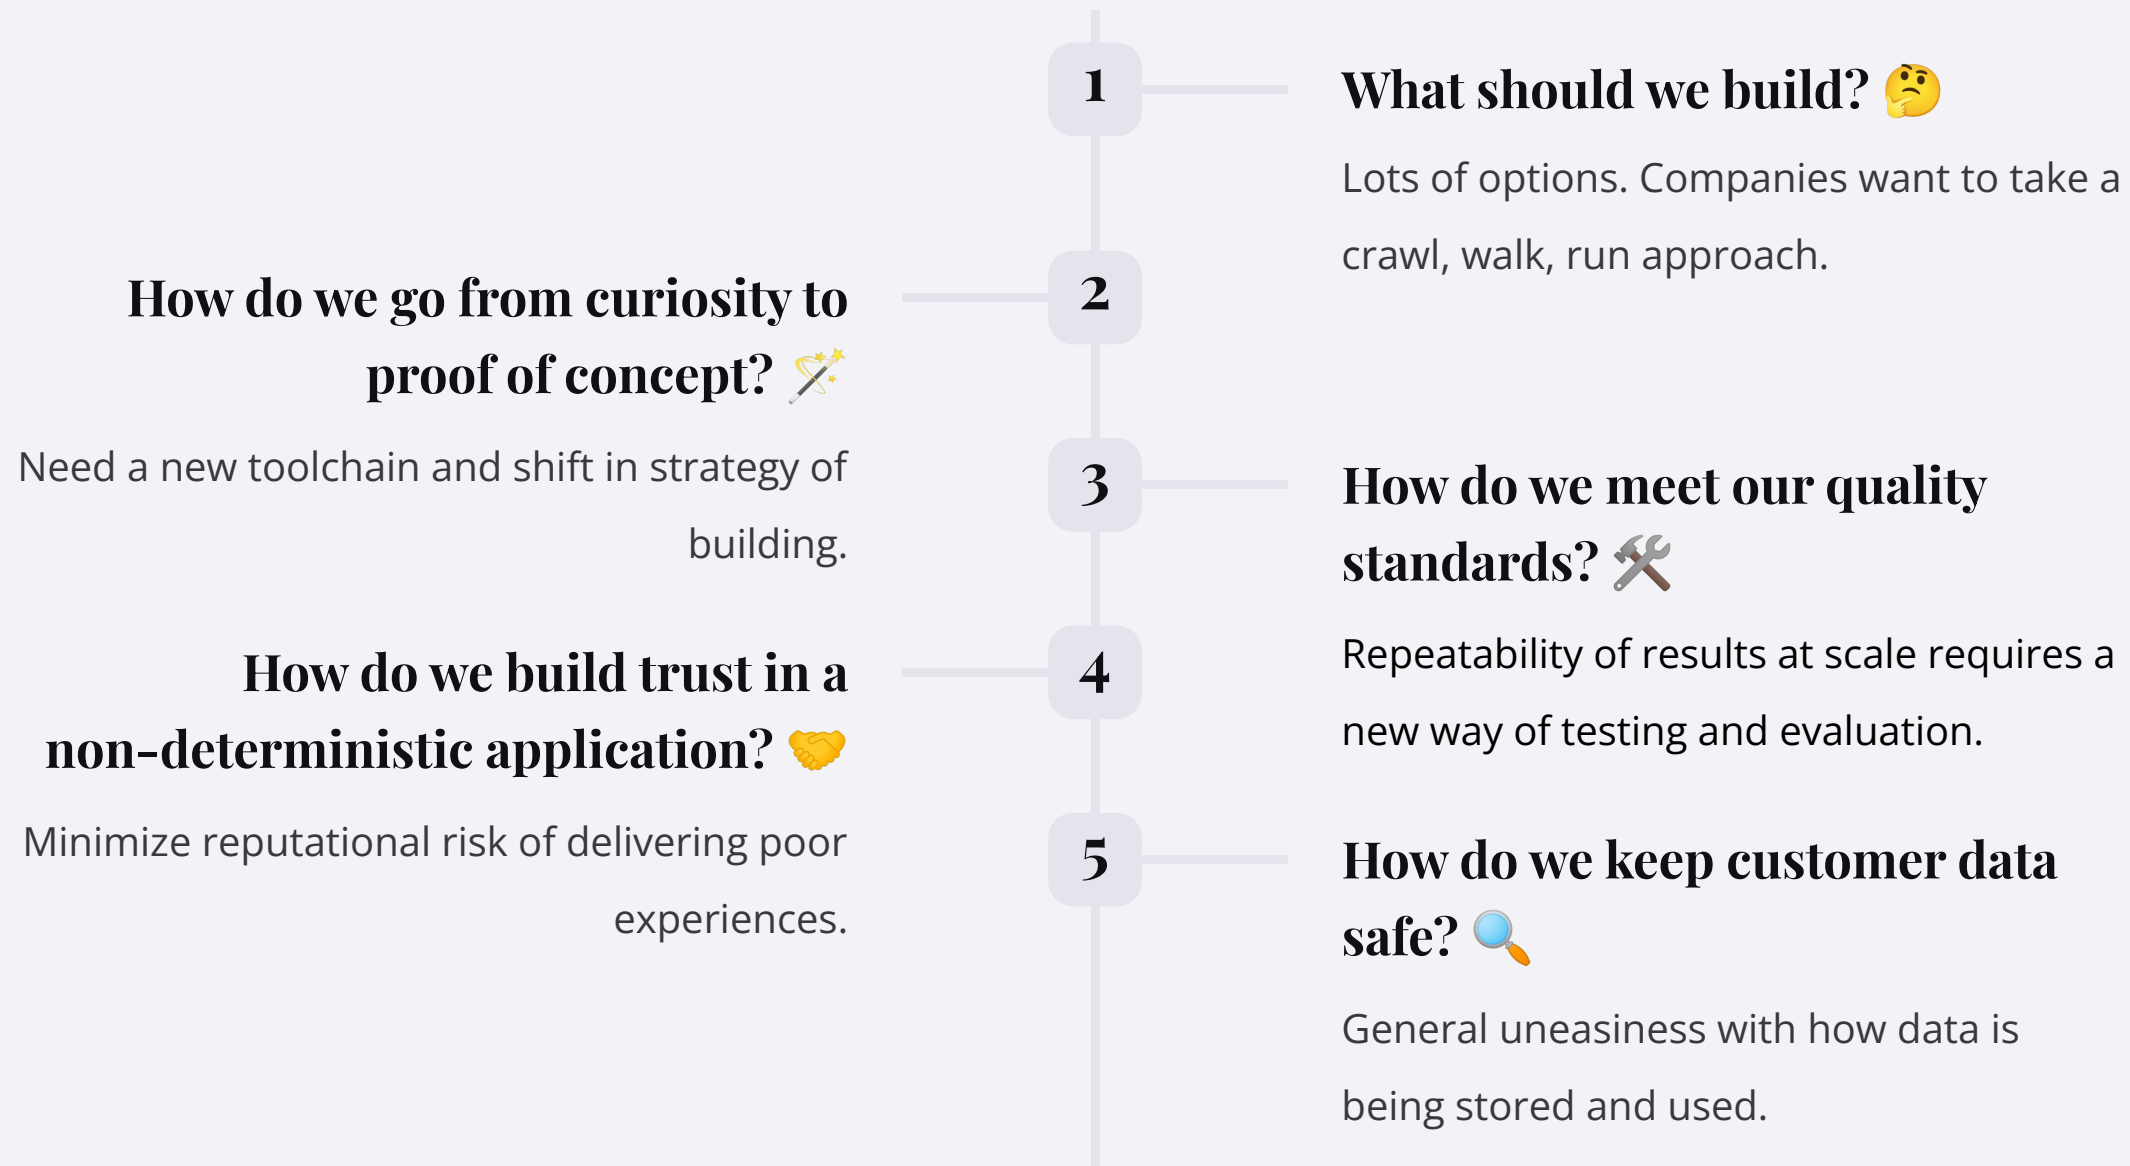 1
What should we build? 🤔
Lots of options. Companies want to take a
crawl, walk, run approach.
2
How do we go from curiosity to
proof of concept? 🪄
Need a new toolchain and shift in strategy of
building.
3
How do we meet our quality
standards? 🛠️
Repeatability of results at scale requires a
new way of testing and evaluation.
4
How do we build trust in a
non-deterministic application? 🤝
Minimize reputational risk of delivering poor
experiences.
5
How do we keep customer data
safe? 🔍
General uneasiness with how data is
being stored and used.